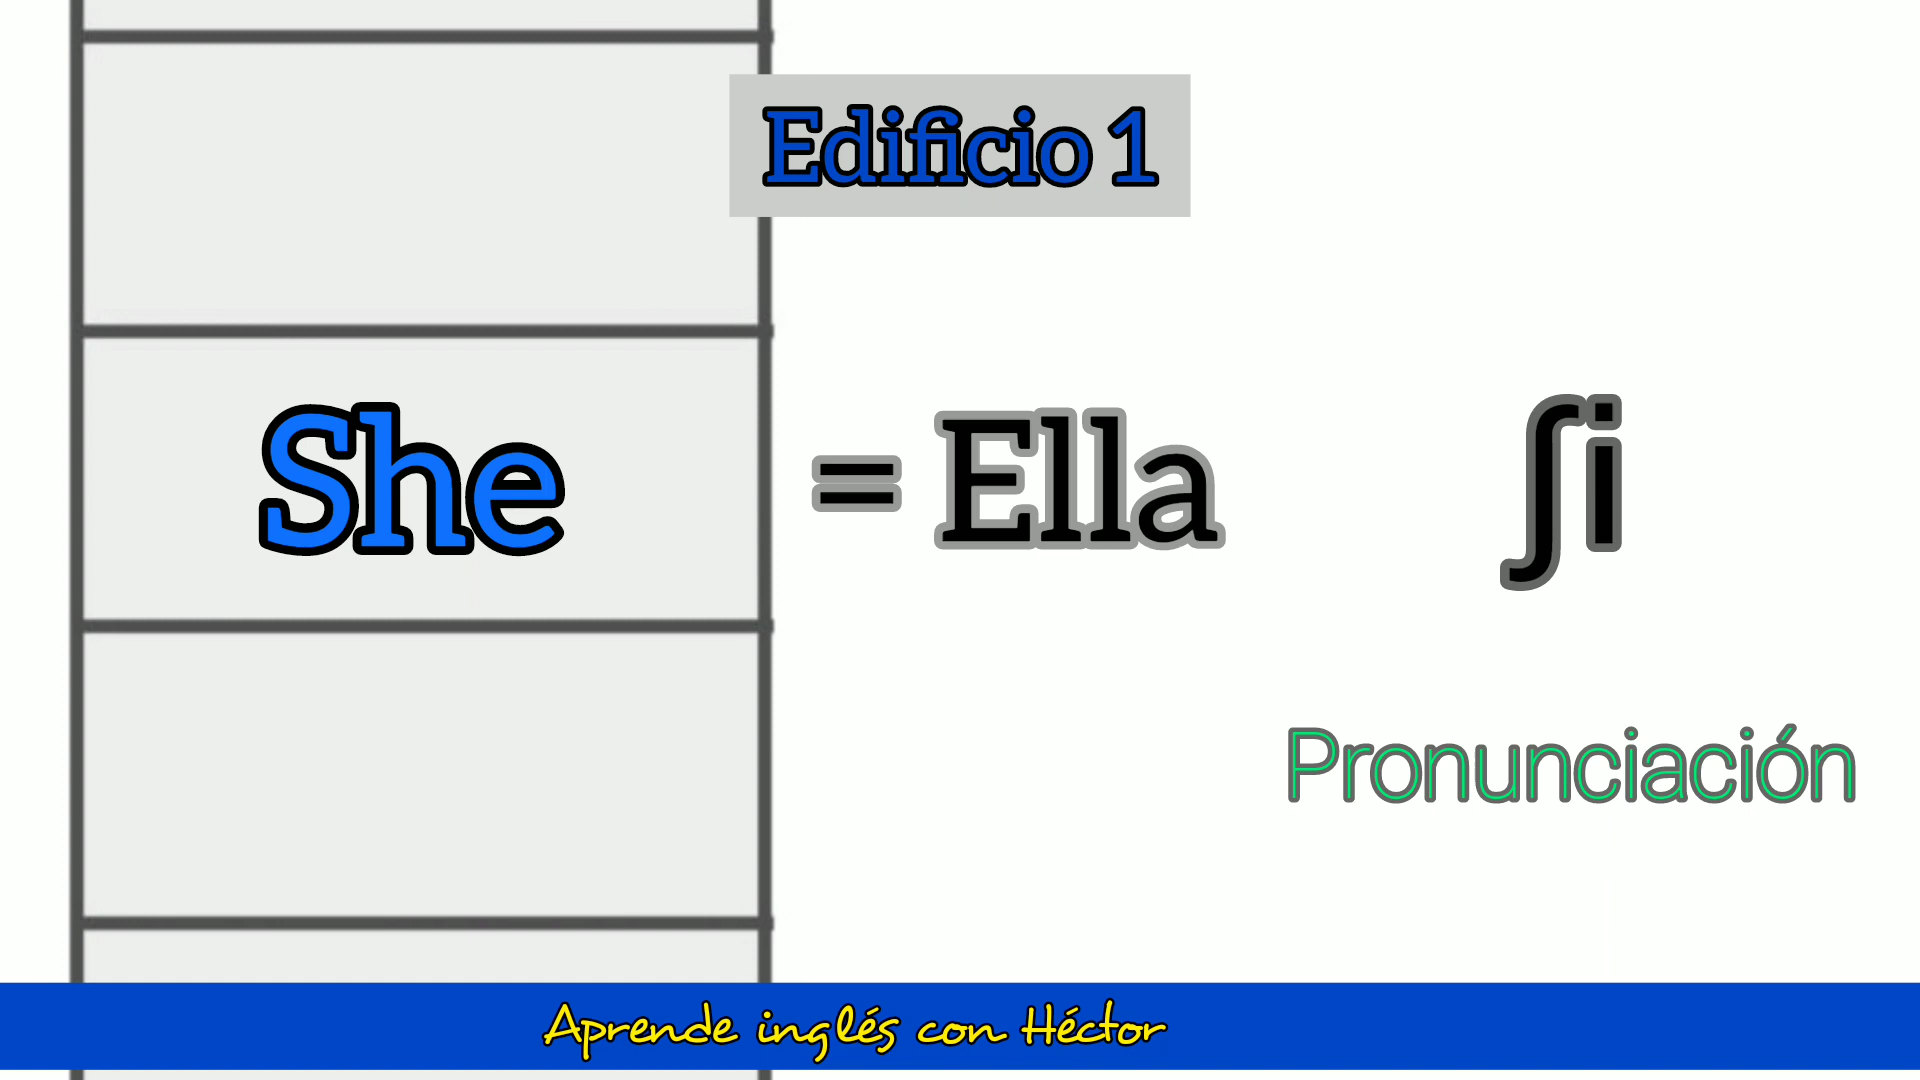 Edificio 1
She = Ella ʃi
Pronunciación
Aprende inglés con Héctor